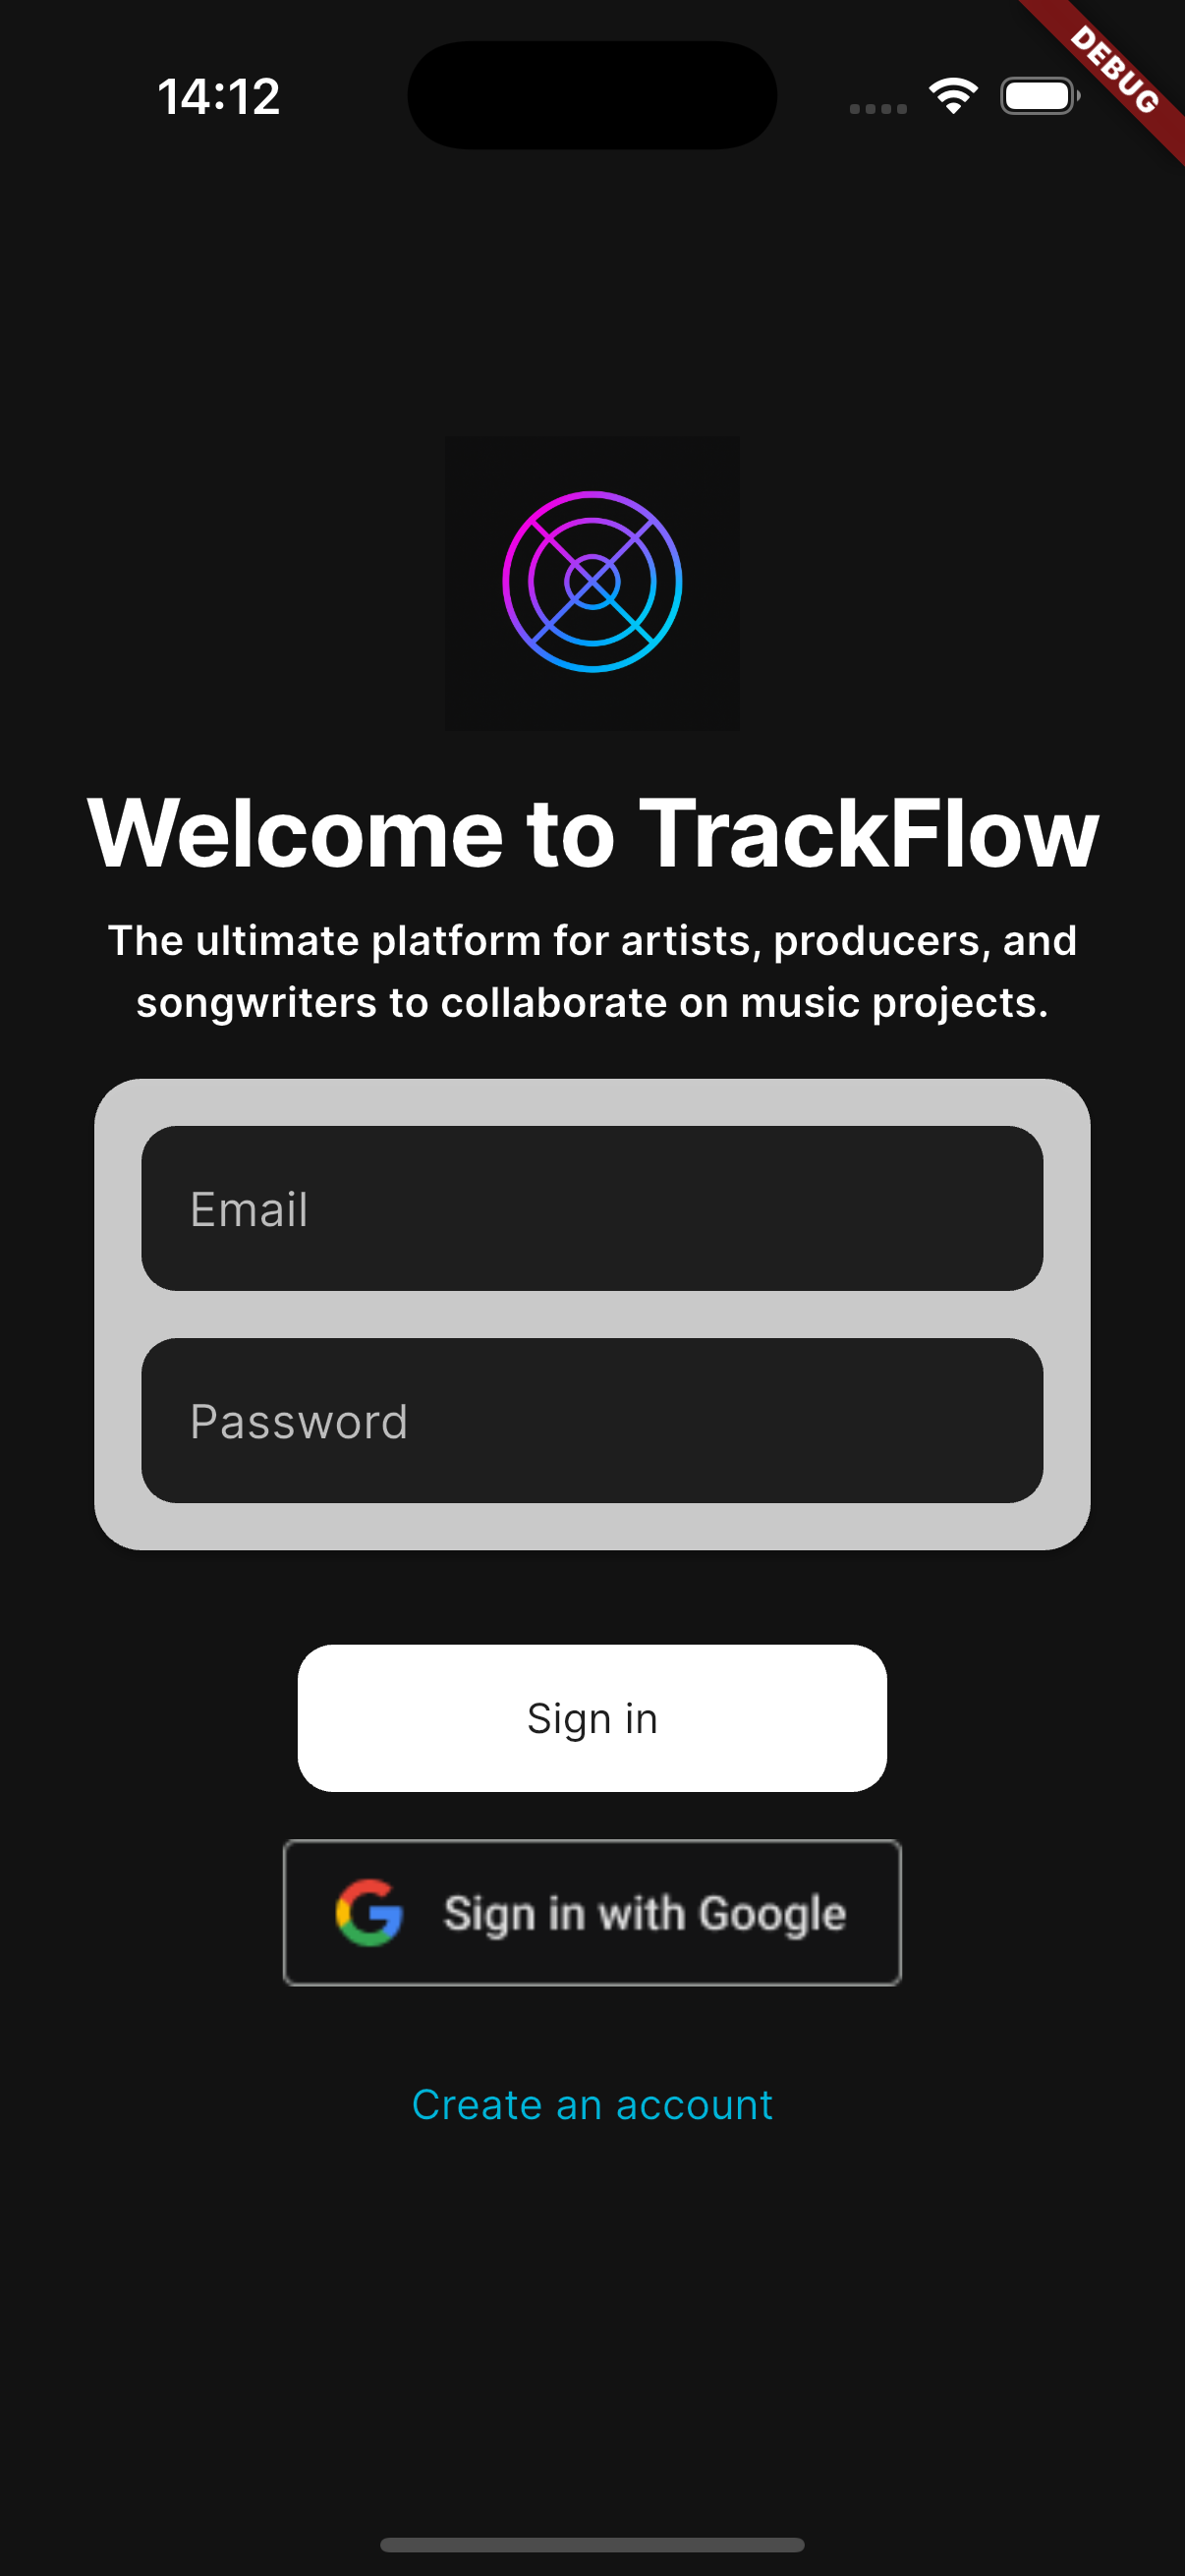 14:12
DEBUG
Welcome to TrackFlow
The ultimate platform for artists, producers, and
songwriters to collaborate on music projects.
Email
Password
Sign in
Sign in with Google
Create an account